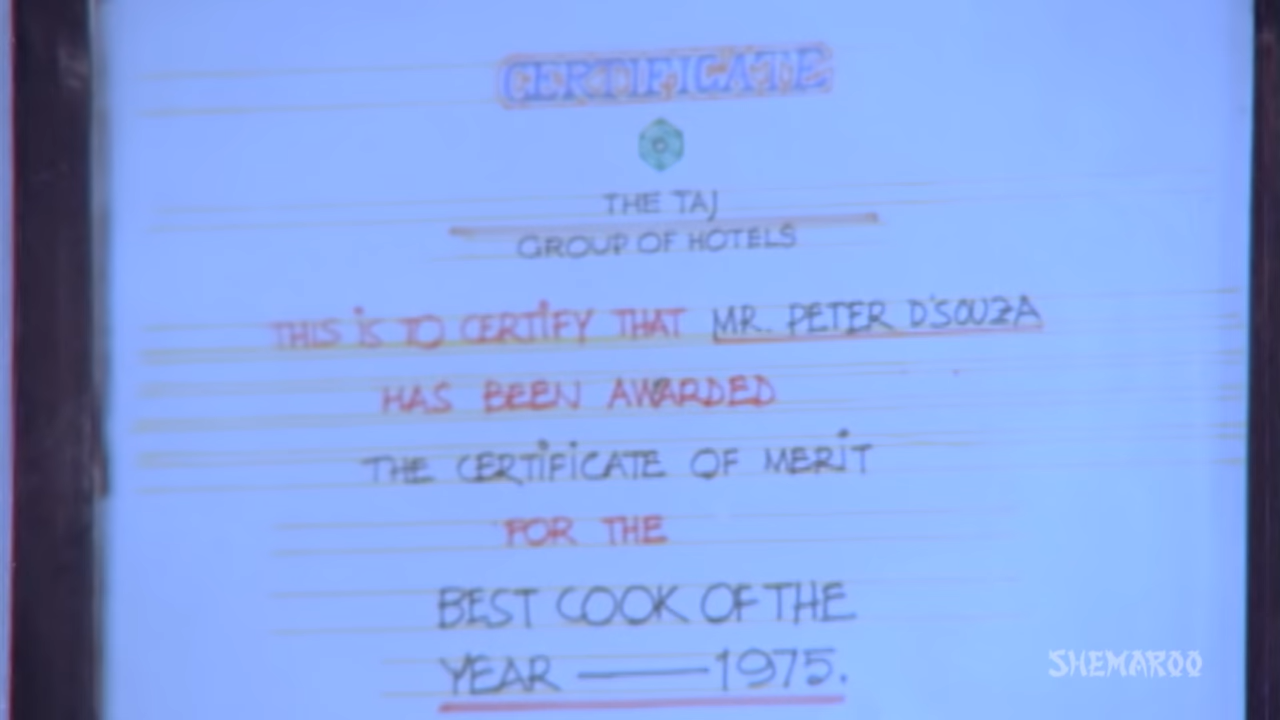 CERTIFICATE
THE TAJ
GROUP OF HOTELS
THIS IS TO CERTIFY THAT MR. PETER D'SOUZA
HAS BEEN AWARDED
THE CERTIFICATE OF MERIT
FOR THE
BEST COOK OF THE
YEAR — 1975.
SHEMAROO